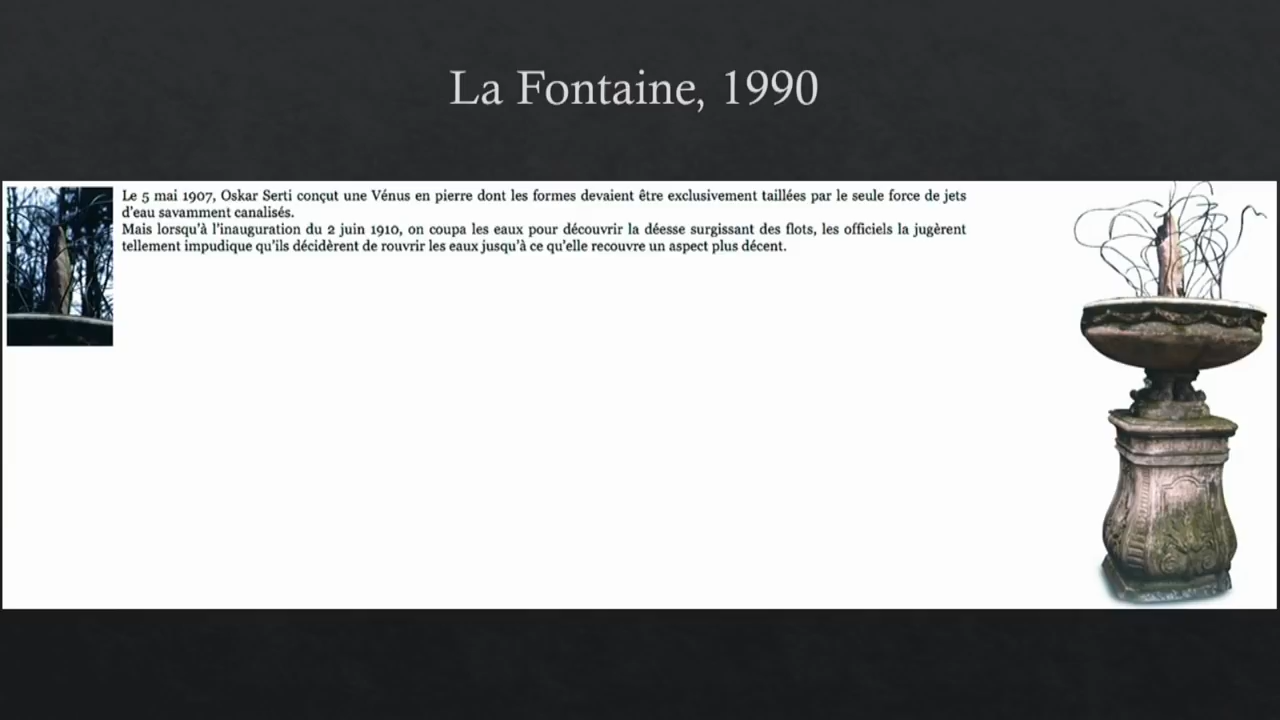 La Fontaine, 1990
Le 5 mai 1907, Oskar Serti conçut une Vénus en pierre dont les formes devaient être exclusivement taillées par le seule force de jets
d'eau savamment canalisés.
Mais lorsqu'à l'inauguration du 2 juin 1910, on coupa les eaux pour découvrir la déesse surgissant des flots, les officiels la jugèrent
tellement impudique qu'ils décidèrent de rouvrir les eaux jusqu'à ce qu'elle recouvre un aspect plus décent.